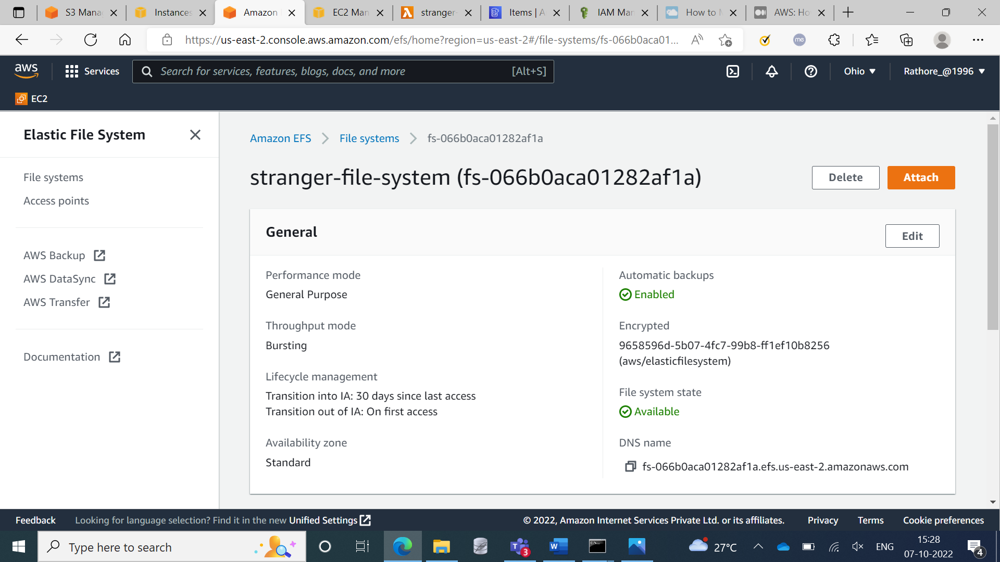 S3 Mana
Instances
Amazon
EC2 Man
stranger-
Items | A
IAM Mar
How to M
AWS: Ho
https://us-east-2.console.aws.amazon.com/efs/home?region=us-east-2#/file-systems/fs-066b0aca01...
me
aws
Services
Search for services, features, blogs, docs, and more
[Alt+S]
Ohio
Rathore_@1996
EC2
Elastic File System
File systems
Access points
AWS Backup
AWS DataSync
AWS Transfer
Documentation
Amazon EFS
File systems
fs-066b0aca01282af1a
stranger-file-system (fs-066b0aca01282af1a)
Delete
Attach
General
Edit
Performance mode
General Purpose
Throughput mode
Bursting
Lifecycle management
Transition into IA: 30 days since last access
Transition out of IA: On first access
Availability zone
Standard
Automatic backups
Enabled
Encrypted
9658596d-5b07-4fc7-99b8-ff1ef10b8256
(aws/elasticfilesystem)
File system state
Available
DNS name
fs-066b0aca01282af1a.efs.us-east-2.amazonaws.com
Feedback
Looking for language selection? Find it in the new Unified Settings
© 2022, Amazon Internet Services Private Ltd. or its affiliates.
Privacy
Terms
Cookie preferences
Type here to search
3
27°C
ENG
15:28
07-10-2022
4